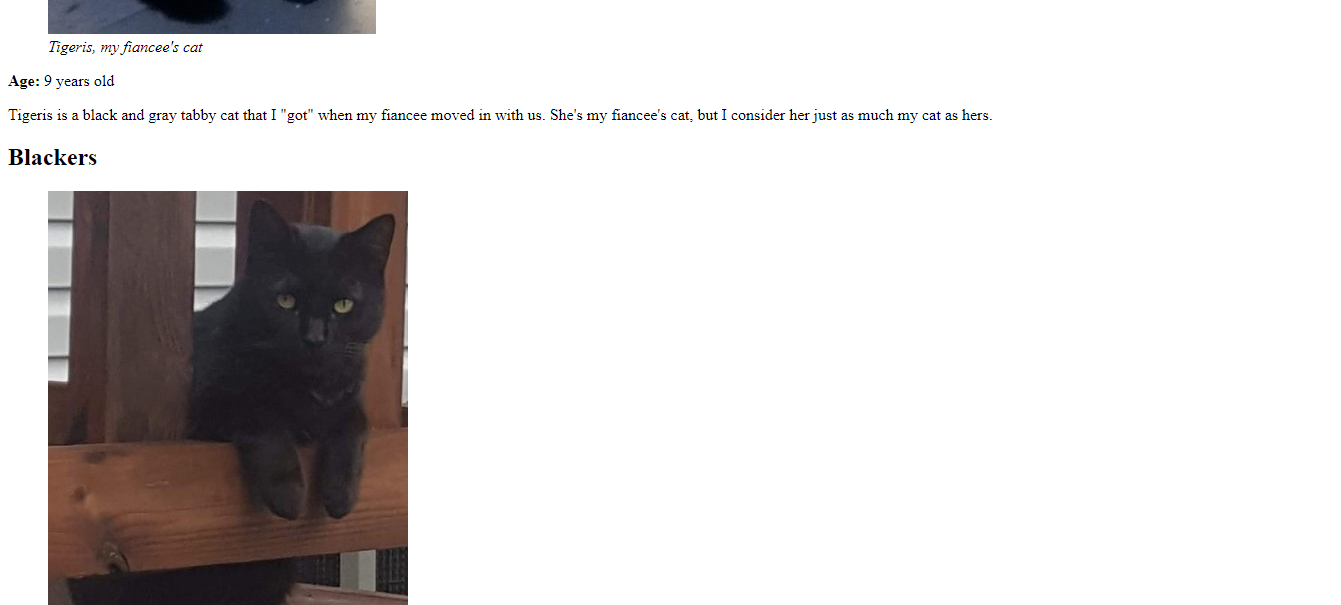 Tigeris, my fiancee's cat
Age: 9 years old
Tigeris is a black and gray tabby cat that I "got" when my fiancee moved in with us. She's my fiancee's cat, but I consider her just as much my cat as hers.
Blackers